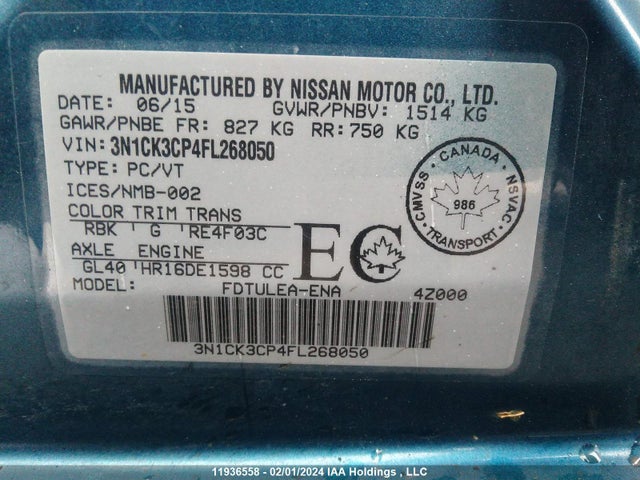 MANUFACTURED BY NISSAN MOTOR CO., LTD.
DATE: 06/15 GVWR/PNBV: 1514 KG
GAWR/PNBE FR: 827 KG RR: 750 KG
VIN: 3N1CK3CP4FL268050
TYPE: PC/VT
ICES/NMB-002
COLOR TRIM TRANS
RBK G RE4F03C
AXLE ENGINE
GL40 HR16DE1598 CC
MODEL: FDTULEA-ENA 4Z000
EC
CANADA
CMVSS 986 NSVAC
TRANSPORT
3N1CK3CP4FL268050
11936558 - 02/01/2024 IAA Holdings , LLC